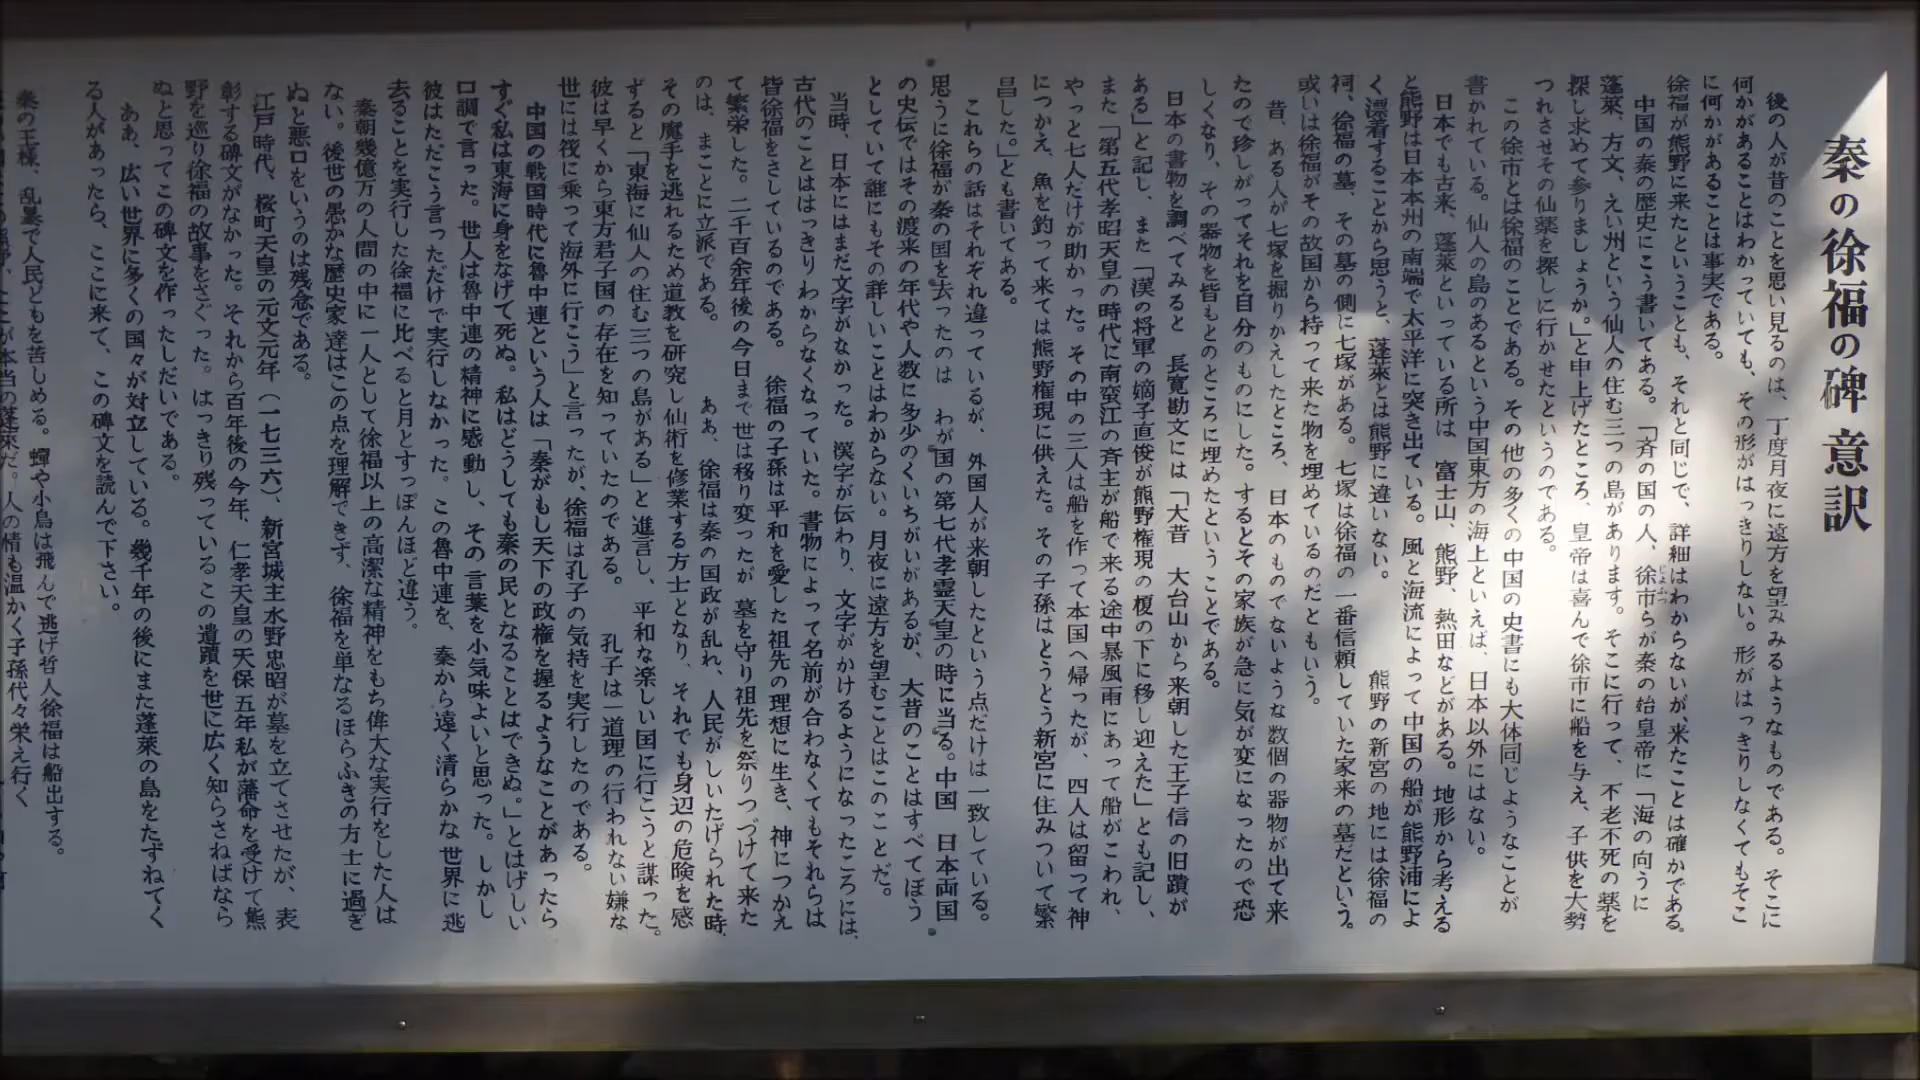 秦の徐福の碑 意訳
後の人が昔のことを思い見るのは、丁度月夜に遠方を望みみるようなものである。そこに
何かがあることはわかっていても、その形がはっきりしない。形がはっきりしなくてもそこ
に何かがあることは事実である。
徐福が熊野に来たということも、それと同じで、詳細はわからないが、来たことは確かである。
中国の秦の歴史にこう書いてある。「斉の国の人、徐市らが秦の始皇帝に「海の向うに
蓬萊、方文、えい州という仙人の住む三つの島があります。そこに行って、不老不死の薬を
探し求めて参りましょうか。」と申上げたところ、皇帝は喜んで徐市に船を与え、子供を大勢
つれさせその仙薬を探しに行かせたというのである。
この徐市とは徐福のことである。その他の多くの中国の史書にも大体同じようなことが
書かれている。仙人の島のあるという中国東方の海上といえば、日本以外にはない。
日本でも古来、蓬萊といっている所は 富士山、熊野、熱田などがある。地形から考える
と熊野は日本本州の南端で太平洋に突き出ている。風と海流によって中国の船が熊野浦によ
く漂着することから思うと、蓬萊とは熊野に違いない。 熊野の新宮の地には徐福の
祠、徐福の墓、その墓の側に七塚がある。七塚は徐福の一番信頼していた家来の墓だという。
或いは徐福がその故国から持って来た物を埋めているのだともいう。
昔、ある人が七塚を掘りかえしたところ、日本のものでないような数個の器物が出て来
たので珍しがってそれを自分のものにした。するとその家族が急に気が変になったので恐
しくなり、その器物を皆もとのところに埋めたということである。
日本の書物を調べてみると 長寛勘文には「大昔 大台山から来朝した王子信の旧蹟が
ある」と記し、また「漢の将軍の嫡子直俊が熊野権現の榎の下に移し迎えた」とも記し、
また「第五代孝昭天皇の時代に南蛮江の斉主が船で来る途中暴風雨にあって船がこわれ、
やっと七人だけが助かった。その中の三人は船を作って本国へ帰ったが、四人は留って神
につかえ、魚を釣って来ては熊野権現に供えた。その子孫はとうとう新宮に住みついて繁
昌した。」とも書いてある。
これらの話はそれぞれ違っているが、外国人が来朝したという点だけは一致している。
思うに徐福が秦の国を去ったのは わが国の第七代孝霊天皇の時に当る。中国 日本両国
の史伝ではその渡来の年代や人数に多少のくいちがいがあるが、大昔のことはすべてぼう
としていて誰にもその詳しいことはわからない。月夜に遠方を望むことはこのことだ。
当時、日本にはまだ文字がなかった。漢字が伝わり、文字がかけるようになったころには、
古代のことははっきりわからなくなっていた。書物によって名前が合わなくてもそれらは
皆徐福をさしているのである。 徐福の子孫は平和を愛した祖先の理想に生き、神につかえ
て繁栄した。二千百余年後の今日まで世は移り変ったが 墓を守り祖先を祭りつづけて来た
のは、まことに立派である。 ああ、徐福は秦の国政が乱れ、人民がしいたげられた時、
その魔手を逃れるため道教を研究し仙術を修業する方士となり、それでも身辺の危険を感
ずると「東海に仙人の住む三つの島がある」と進言し、平和な楽しい国に行こうと謀った。
彼は早くから東方君子国の存在を知っていたのである。 孔子は一道理の行われない嫌な
世には筏に乗って海外に行こう」と言ったが、徐福は孔子の気持を実行したのである。
中国の戦国時代に魯中連という人は「秦がもし天下の政権を握るようなことがあったら
すぐ私は東海に身をなげて死ぬ。私はどうしても秦の民となることはできぬ。」とはげしい
口調で言った。世人は魯中連の精神に感動し、その言葉を小気味よいと思った。しかし
彼はただこう言っただけで実行しなかった。この魯中連を、秦から遠く清らかな世界に逃
去ることを実行した徐福に比べると月とすっぽんほど違う。
秦朝幾億万の人間の中に一人として徐福以上の高潔な精神をもち偉大な実行をした人は
ない。後世の愚かな歴史家達はこの点を理解できず、徐福を単なるほらふきの方士に過ぎ
ぬと悪口をいうのは残念である。
江戸時代、桜町天皇の元文元年(一七三六)、新宮城主水野忠昭が墓を立てさせたが、表
彰する碑文がなかった。それから百年後の今年、仁孝天皇の天保五年私が藩命を受けて熊
野を巡り徐福の故事をさぐった。はっきり残っているこの遺蹟を世に広く知らさねばなら
ぬと思ってこの碑文を作ったしだいである。
ああ、広い世界に多くの国々が対立している。幾千年の後にまた蓬萊の島をたずねてく
る人があったら、ここに来て、この碑文を読んで下さい。
秦の王様、乱暴で人民どもを苦しめる。蟬や小鳥は飛んで逃げ哲人徐福は船出する。
が本当の蓬萊だ。人の情も温かく子孫代々栄え行く